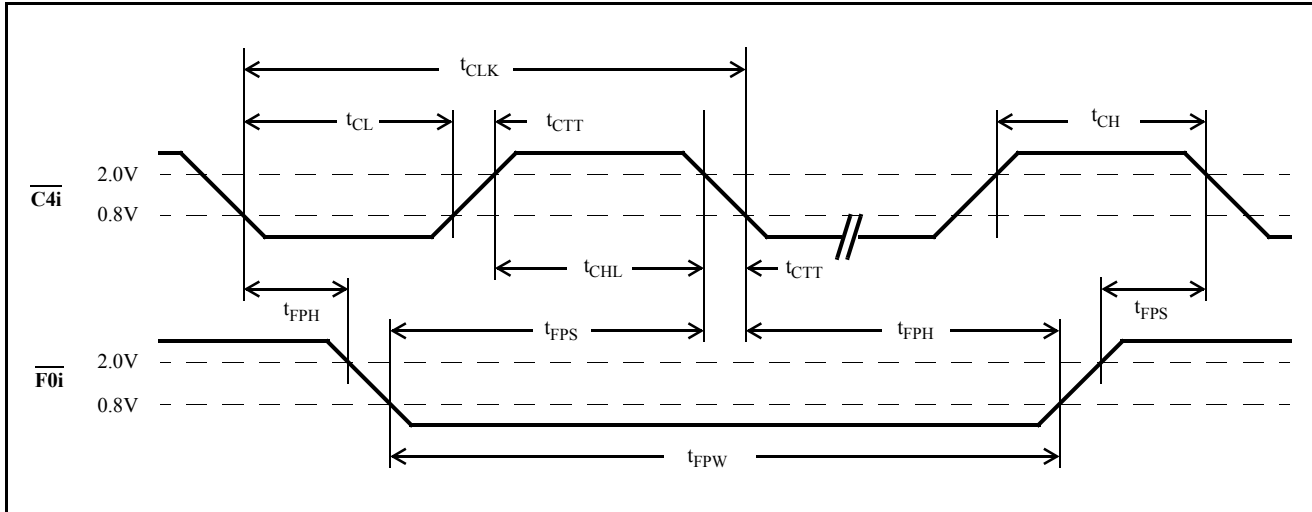 tCLK
tCL tCTT tCH
2.0V
C4i
0.8V
tCHL tCTT
tFPH tFPS tFPH tFPS
2.0V
F0i
0.8V
tFPW